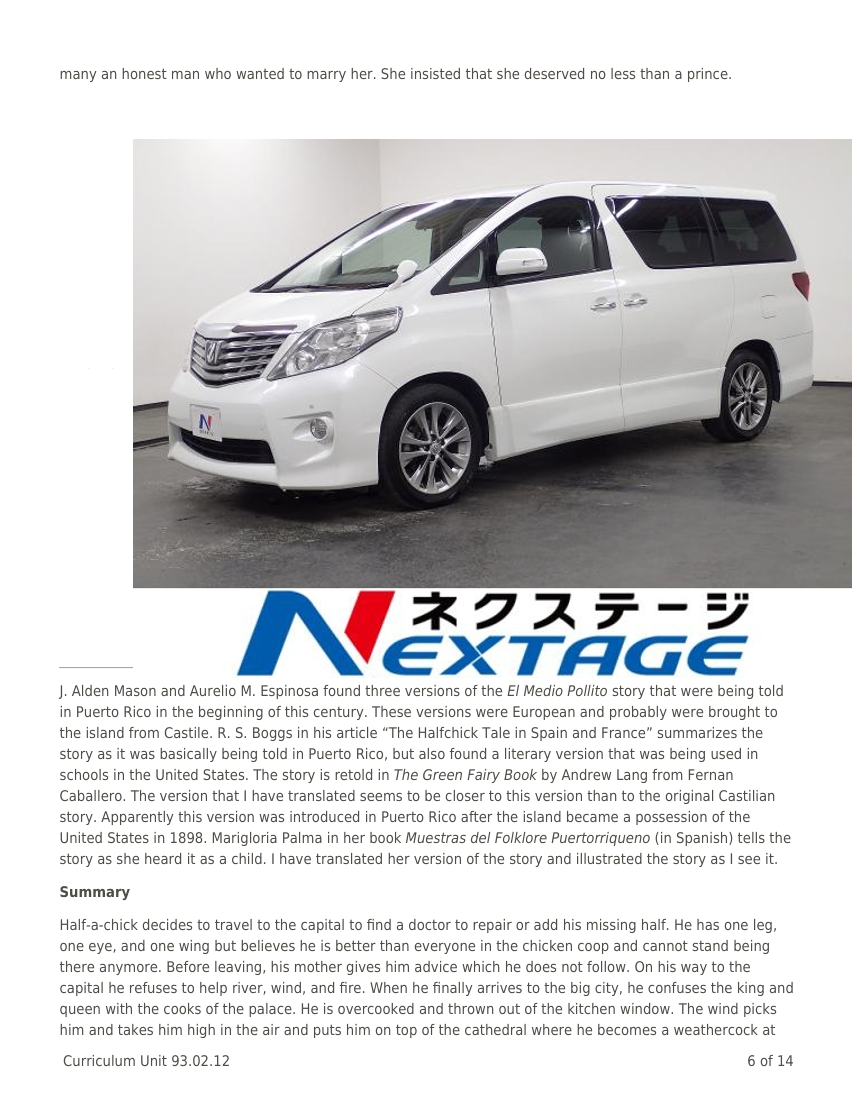 many an honest man who wanted to marry her. She insisted that she deserved no less than a prince.
ネクステージ
NEXTAGE
J. Alden Mason and Aurelio M. Espinosa found three versions of the El Medio Pollito story that were being told
in Puerto Rico in the beginning of this century. These versions were European and probably were brought to
the island from Castile. R. S. Boggs in his article “The Halfchick Tale in Spain and France” summarizes the
story as it was basically being told in Puerto Rico, but also found a literary version that was being used in
schools in the United States. The story is retold in The Green Fairy Book by Andrew Lang from Fernan
Caballero. The version that I have translated seems to be closer to this version than to the original Castilian
story. Apparently this version was introduced in Puerto Rico after the island became a possession of the
United States in 1898. Marigloria Palma in her book Muestras del Folklore Puertorriqueno (in Spanish) tells the
story as she heard it as a child. I have translated her version of the story and illustrated the story as I see it.
Summary
Half-a-chick decides to travel to the capital to find a doctor to repair or add his missing half. He has one leg,
one eye, and one wing but believes he is better than everyone in the chicken coop and cannot stand being
there anymore. Before leaving, his mother gives him advice which he does not follow. On his way to the
capital he refuses to help river, wind, and fire. When he finally arrives to the big city, he confuses the king and
queen with the cooks of the palace. He is overcooked and thrown out of the kitchen window. The wind picks
him and takes him high in the air and puts him on top of the cathedral where he becomes a weathercock at
Curriculum Unit 93.02.12
6 of 14